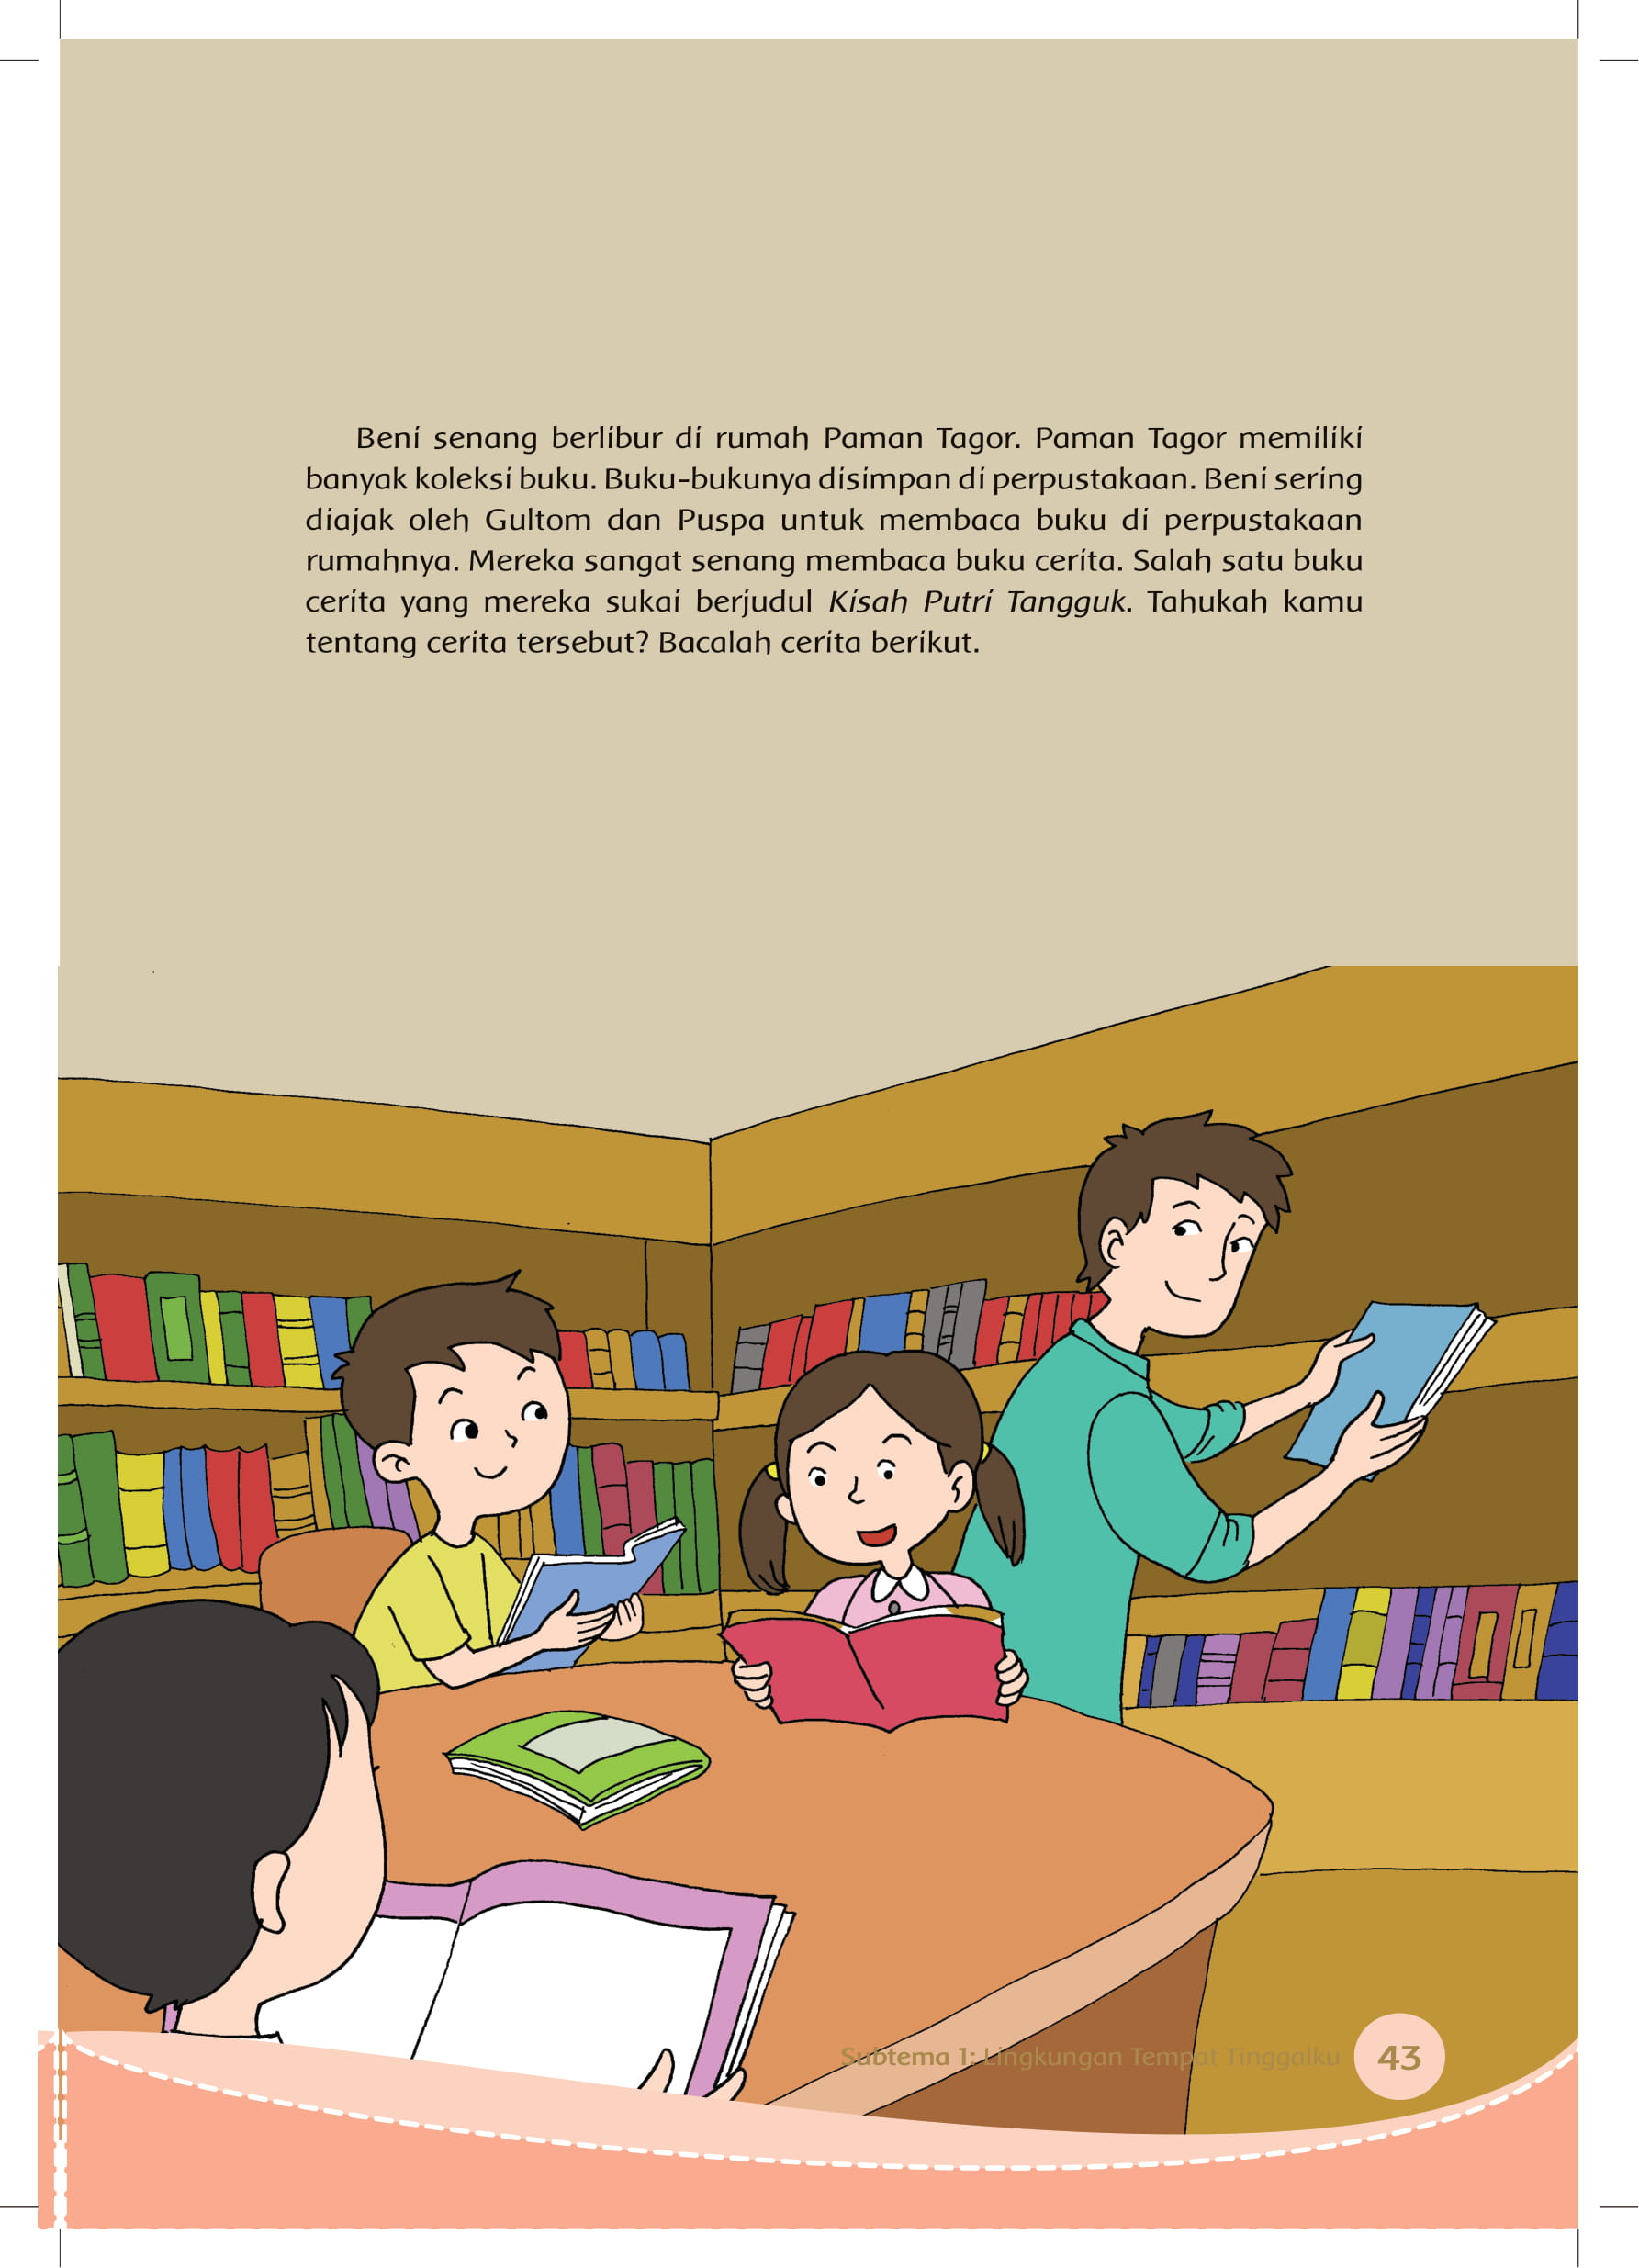 Beni senang berlibur di rumah Paman Tagor. Paman Tagor memiliki
banyak koleksi buku. Buku-bukunya disimpan di perpustakaan. Beni sering
diajak oleh Gultom dan Puspa untuk membaca buku di perpustakaan
rumahnya. Mereka sangat senang membaca buku cerita. Salah satu buku
cerita yang mereka sukai berjudul Kisah Putri Tangguk. Tahukah kamu
tentang cerita tersebut? Bacalah cerita berikut.
Subtema 1: Lingkungan Tempat Tinggalku 43